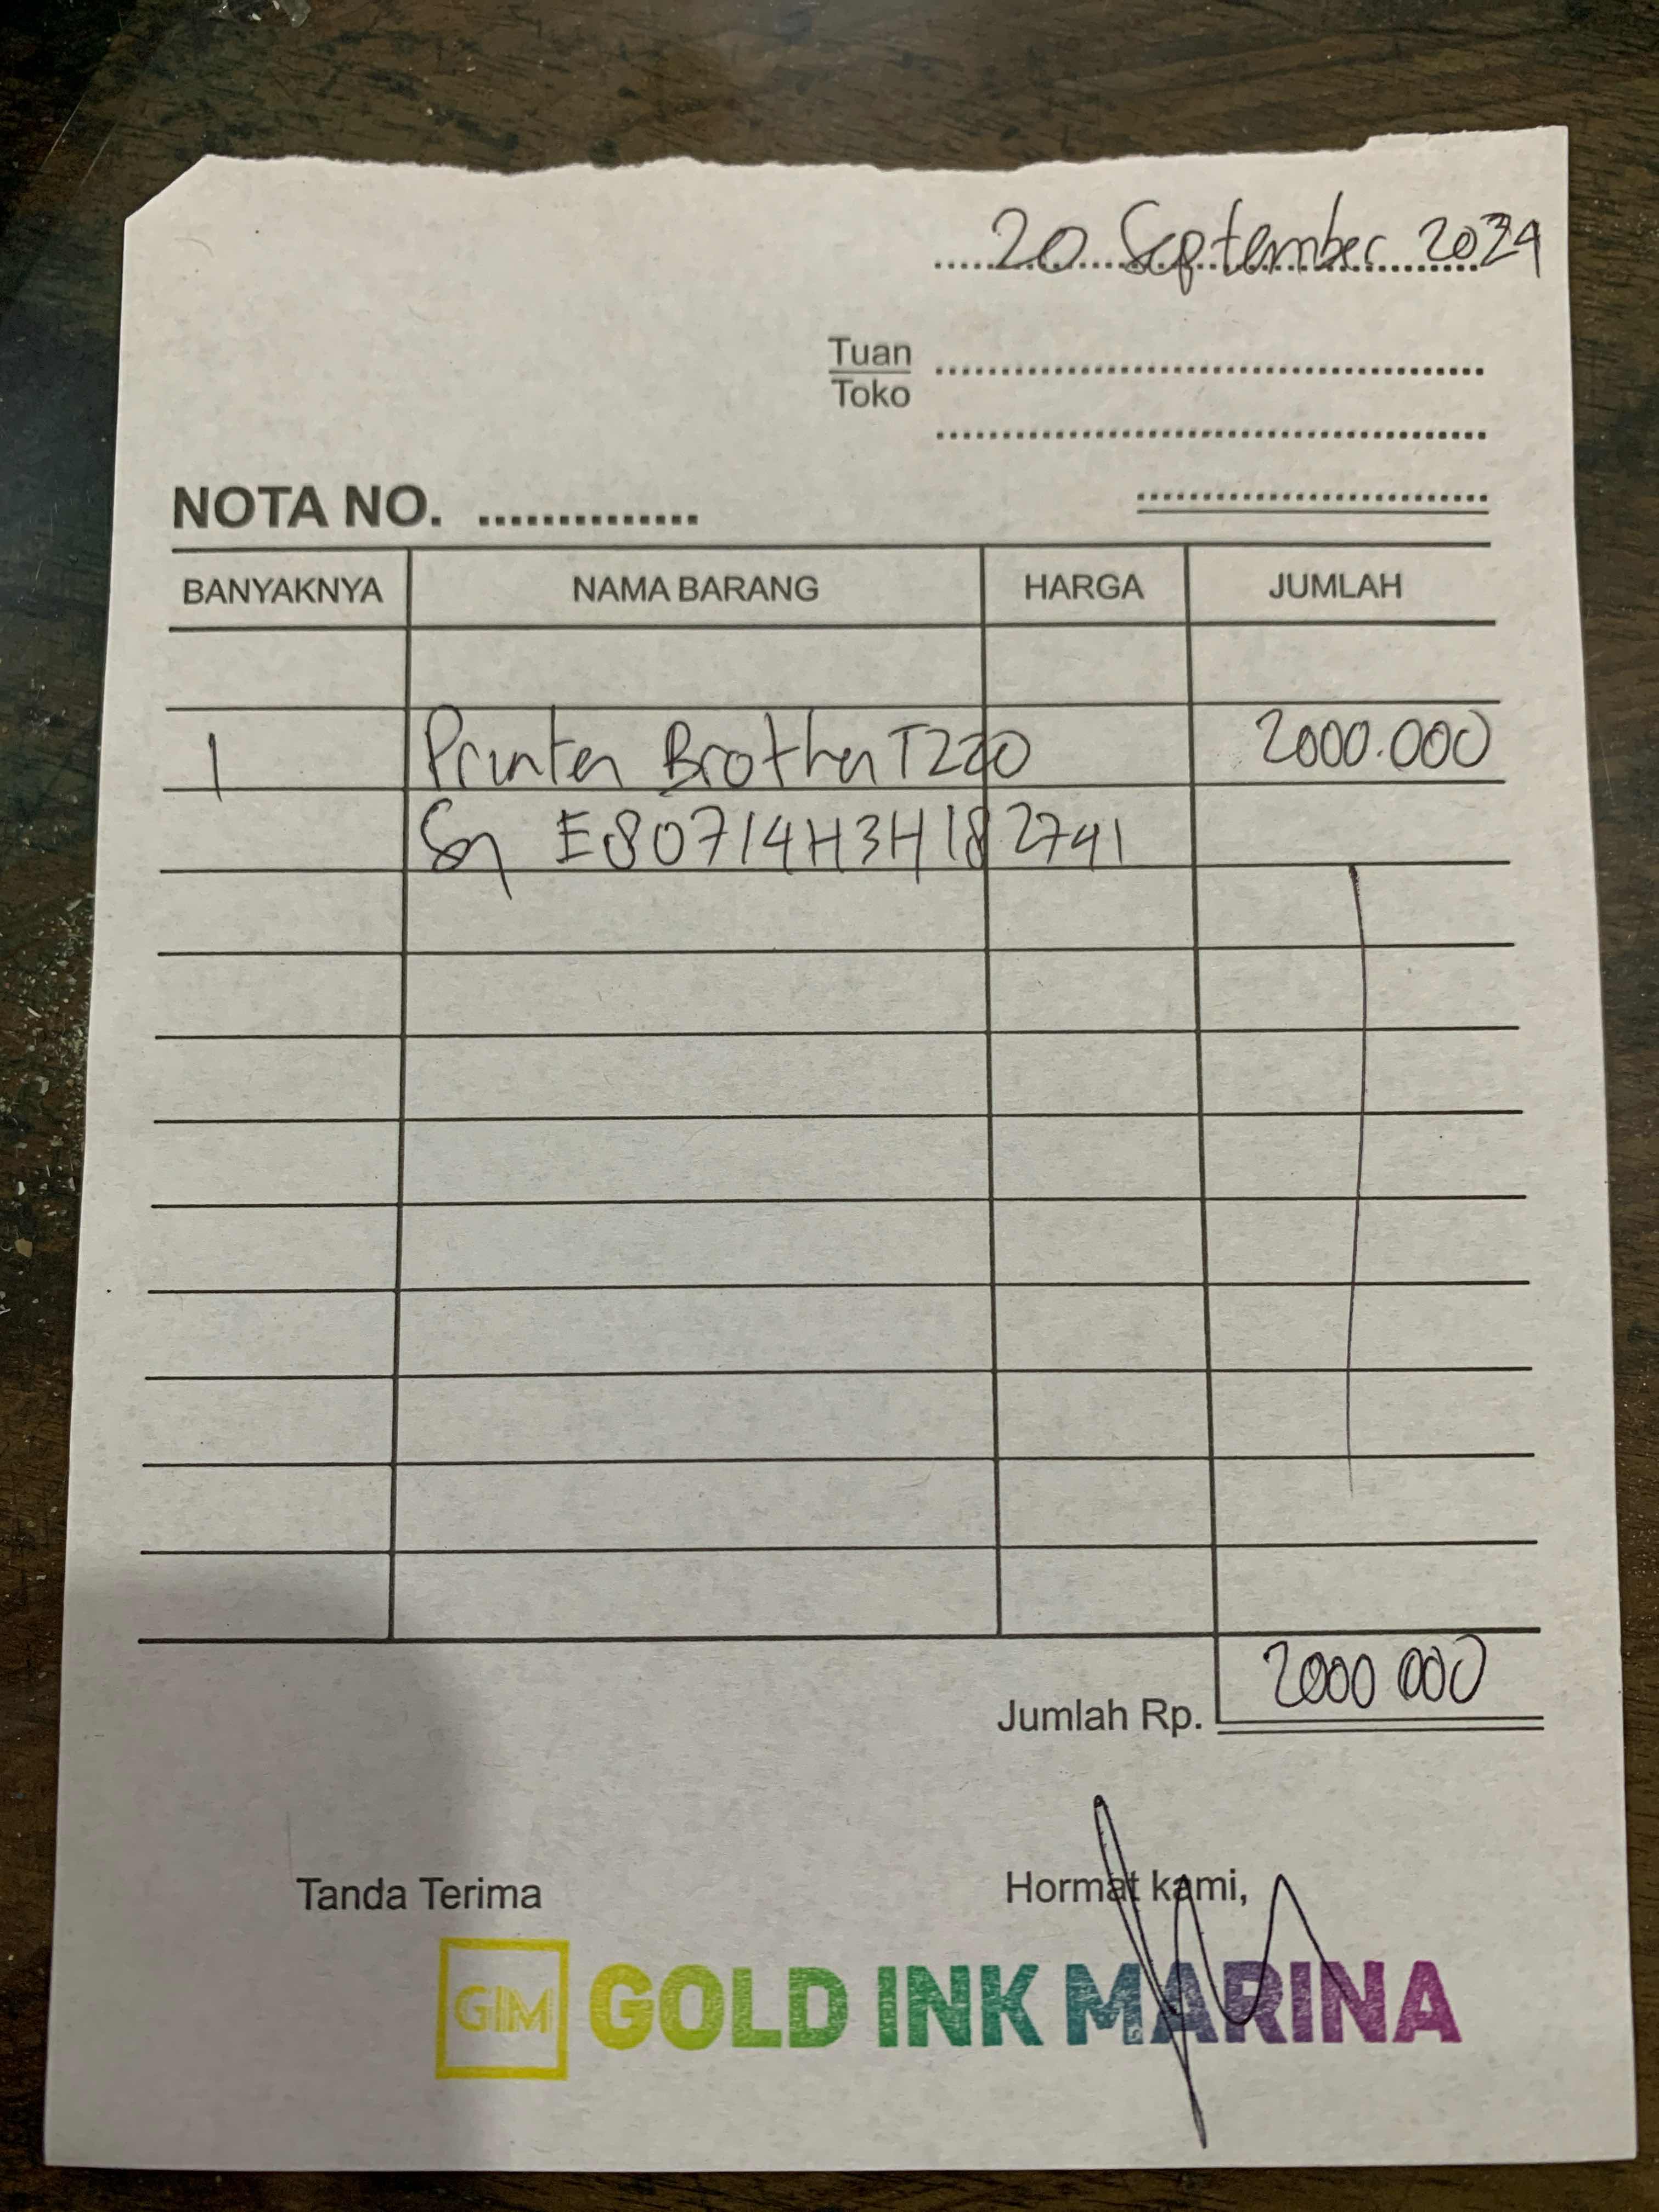 20 September 2024
Tuan
Toko
NOTA NO.
BANYAKNYA NAMA BARANG HARGA JUMLAH
1 Printer Brother T220 2000.000
Sn E80714H3H182741
Jumlah Rp. 2000 000
Tanda Terima Hormat kami,
GIM GOLD INK MARINA